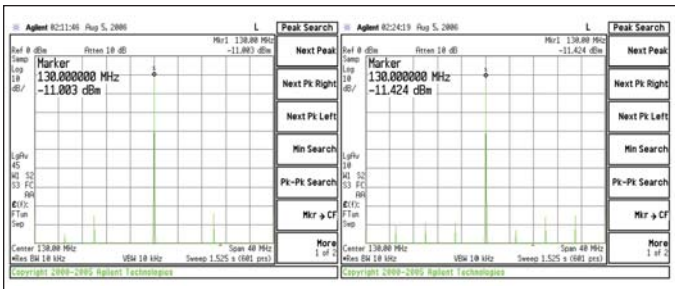 Agilent 02:11:46 Aug 5, 2006 L Peak Search
Mkr1 130.00 MHz
Ref 0 dBm Atten 10 dB -11.003 dBm
Samp
Log
10
dB/
Marker
130.000000 MHz
-11.003 dBm
LgAv
45
W1 S2
S3 FC
AA
£(f):
FTun
Swp
Center 130.00 MHz Span 40 MHz
#Res BW 10 kHz VBW 10 kHz Sweep 1.525 s (601 pts)
Copyright 2000-2005 Agilent Technologies
Next Peak
Next Pk Right
Next Pk Left
Min Search
Pk-Pk Search
Mkr → CF
More
1 of 2
Agilent 02:24:19 Aug 5, 2006 L Peak Search
Mkr1 130.00 MHz
Ref 0 dBm Atten 10 dB -11.424 dBm
Samp
Log
10
dB/
Marker
130.000000 MHz
-11.424 dBm
LgAv
10
W1 S2
S3 FC
AA
£(f):
FTun
Swp
Center 130.00 MHz Span 40 MHz
#Res BW 10 kHz VBW 10 kHz Sweep 1.525 s (601 pts)
Copyright 2000-2005 Agilent Technologies
Next Peak
Next Pk Right
Next Pk Left
Min Search
Pk-Pk Search
Mkr → CF
More
1 of 2